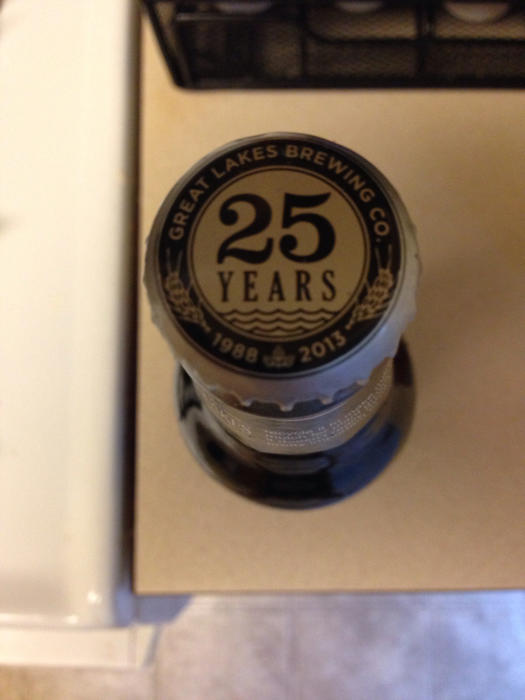 GREAT LAKES BREWING CO.
25
YEARS
1988 2013